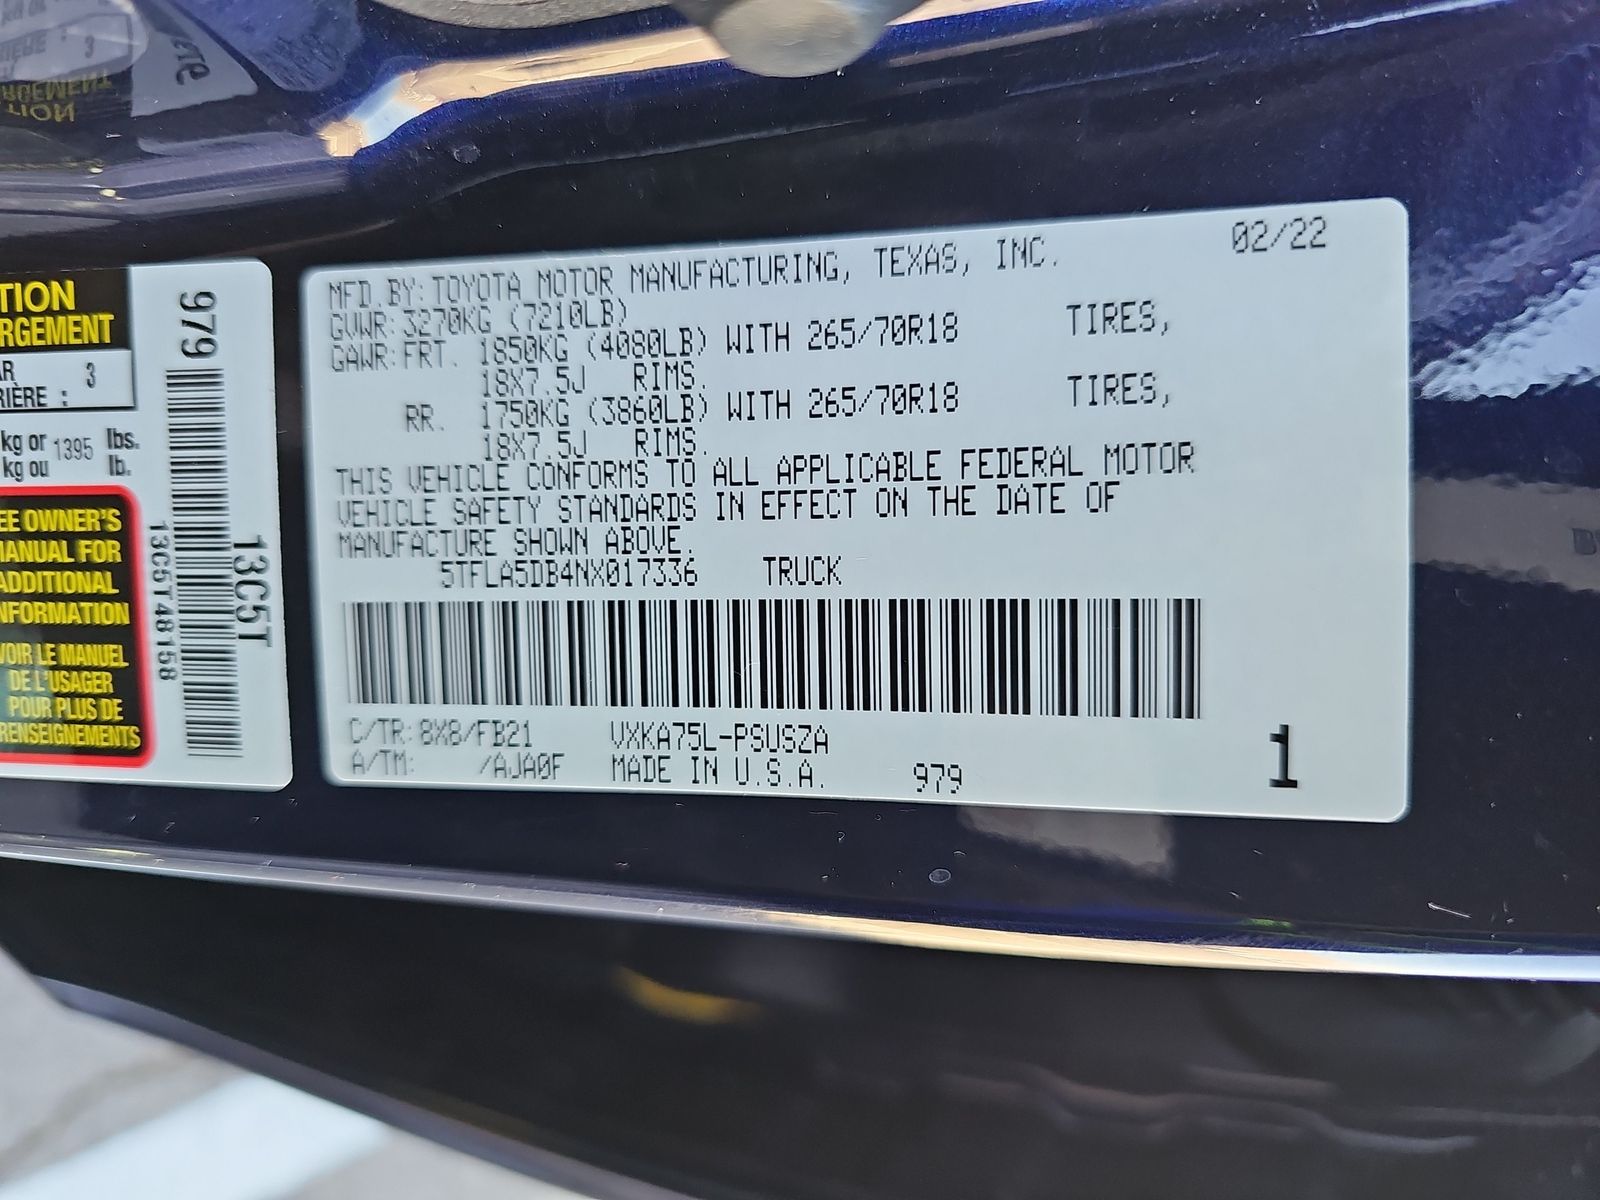 TION
RGEMENT
AR
RIÈRE : 3
kg or 1395 lbs.
kg ou lb.
EE OWNER'S
MANUAL FOR
ADDITIONAL
NFORMATION
VOIR LE MANUEL
DE L'USAGER
POUR PLUS DE
RENSEIGNEMENTS
979
13C5T
13C5T48158
02/22
MFD.BY:TOYOTA MOTOR MANUFACTURING, TEXAS, INC.
GVWR:3270KG (7210LB)
GAWR:FRT. 1850KG (4080LB) WITH 265/70R18 TIRES,
18X7.5J RIMS.
RR. 1750KG (3860LB) WITH 265/70R18 TIRES,
18X7.5J RIMS.
THIS VEHICLE CONFORMS TO ALL APPLICABLE FEDERAL MOTOR
VEHICLE SAFETY STANDARDS IN EFFECT ON THE DATE OF
MANUFACTURE SHOWN ABOVE.
5TFLA5DB4NX017336 TRUCK
C/TR:8X8/FB21 VXKA75L-PSUSZA
A/TM: /AJA0F MADE IN U.S.A. 979
1